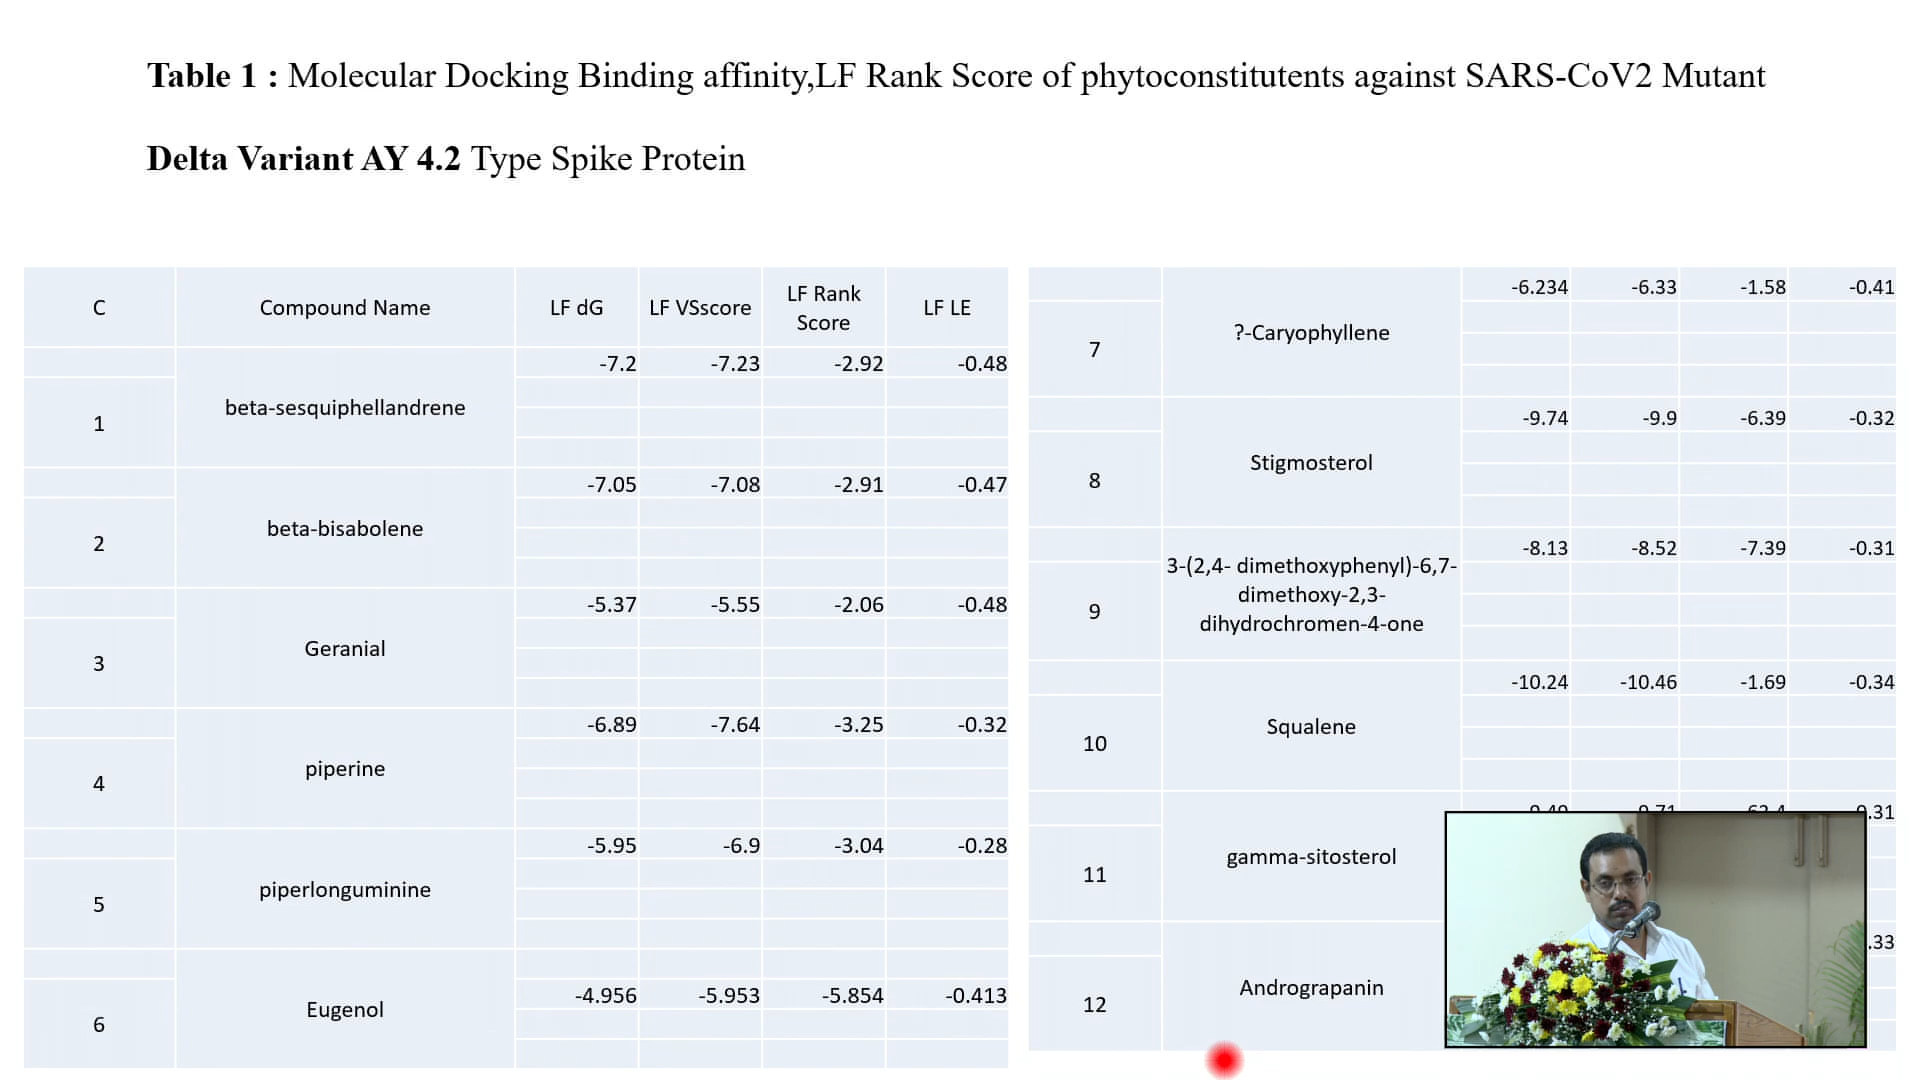 Table 1 : Molecular Docking Binding affinity,LF Rank Score of phytoconstitutents against SARS-CoV2 Mutant
Delta Variant AY 4.2 Type Spike Protein
C Compound Name LF dG LF VSscore LF Rank Score LF LE
1 beta-sesquiphellandrene -7.2 -7.23 -2.92 -0.48
2 beta-bisabolene -7.05 -7.08 -2.91 -0.47
3 Geranial -5.37 -5.55 -2.06 -0.48
4 piperine -6.89 -7.64 -3.25 -0.32
5 piperlonguminine -5.95 -6.9 -3.04 -0.28
6 Eugenol -4.956 -5.953 -5.854 -0.413
7 ?-Caryophyllene -6.234 -6.33 -1.58 -0.41
8 Stigmosterol -9.74 -9.9 -6.39 -0.32
9 3-(2,4- dimethoxyphenyl)-6,7-
dimethoxy-2,3-
dihydrochromen-4-one -8.13 -8.52 -7.39 -0.31
10 Squalene -10.24 -10.46 -1.69 -0.34
11 gamma-sitosterol .31
12 Andrograpanin .33